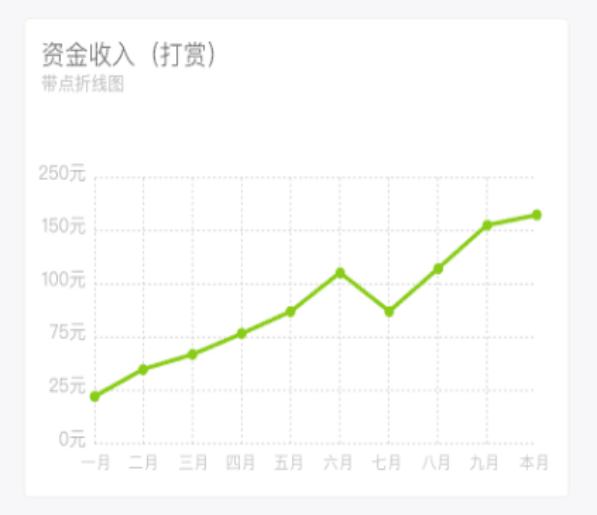 资金收入（打赏）
带点折线图
250元
150元
100元
75元
25元
0元
一月 二月 三月 四月 五月 六月 七月 八月 九月 本月